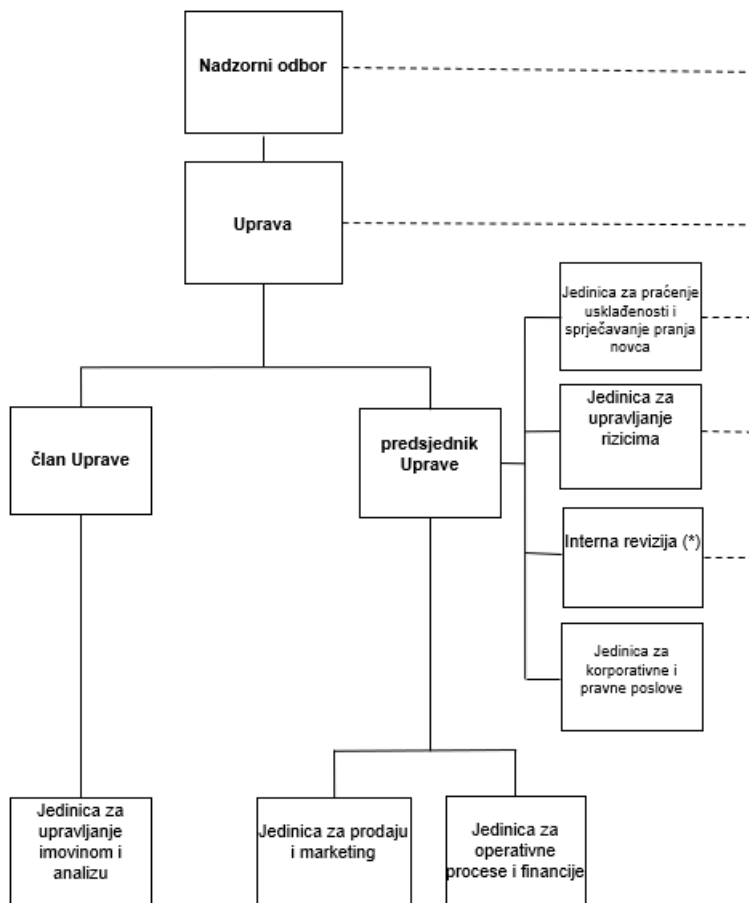 Nadzorni odbor
Uprava
Jedinica za praćenje
usklađenosti i
sprječavanje pranja
novca
Jedinica za
upravljanje
rizicima
član Uprave
predsjednik
Uprave
Interna revizija (*)
Jedinica za
korporativne i
pravne poslove
Jedinica za
upravljanje
imovinom i
analizu
Jedinica za prodaju
i marketing
Jedinica za
operativne
procese i financije